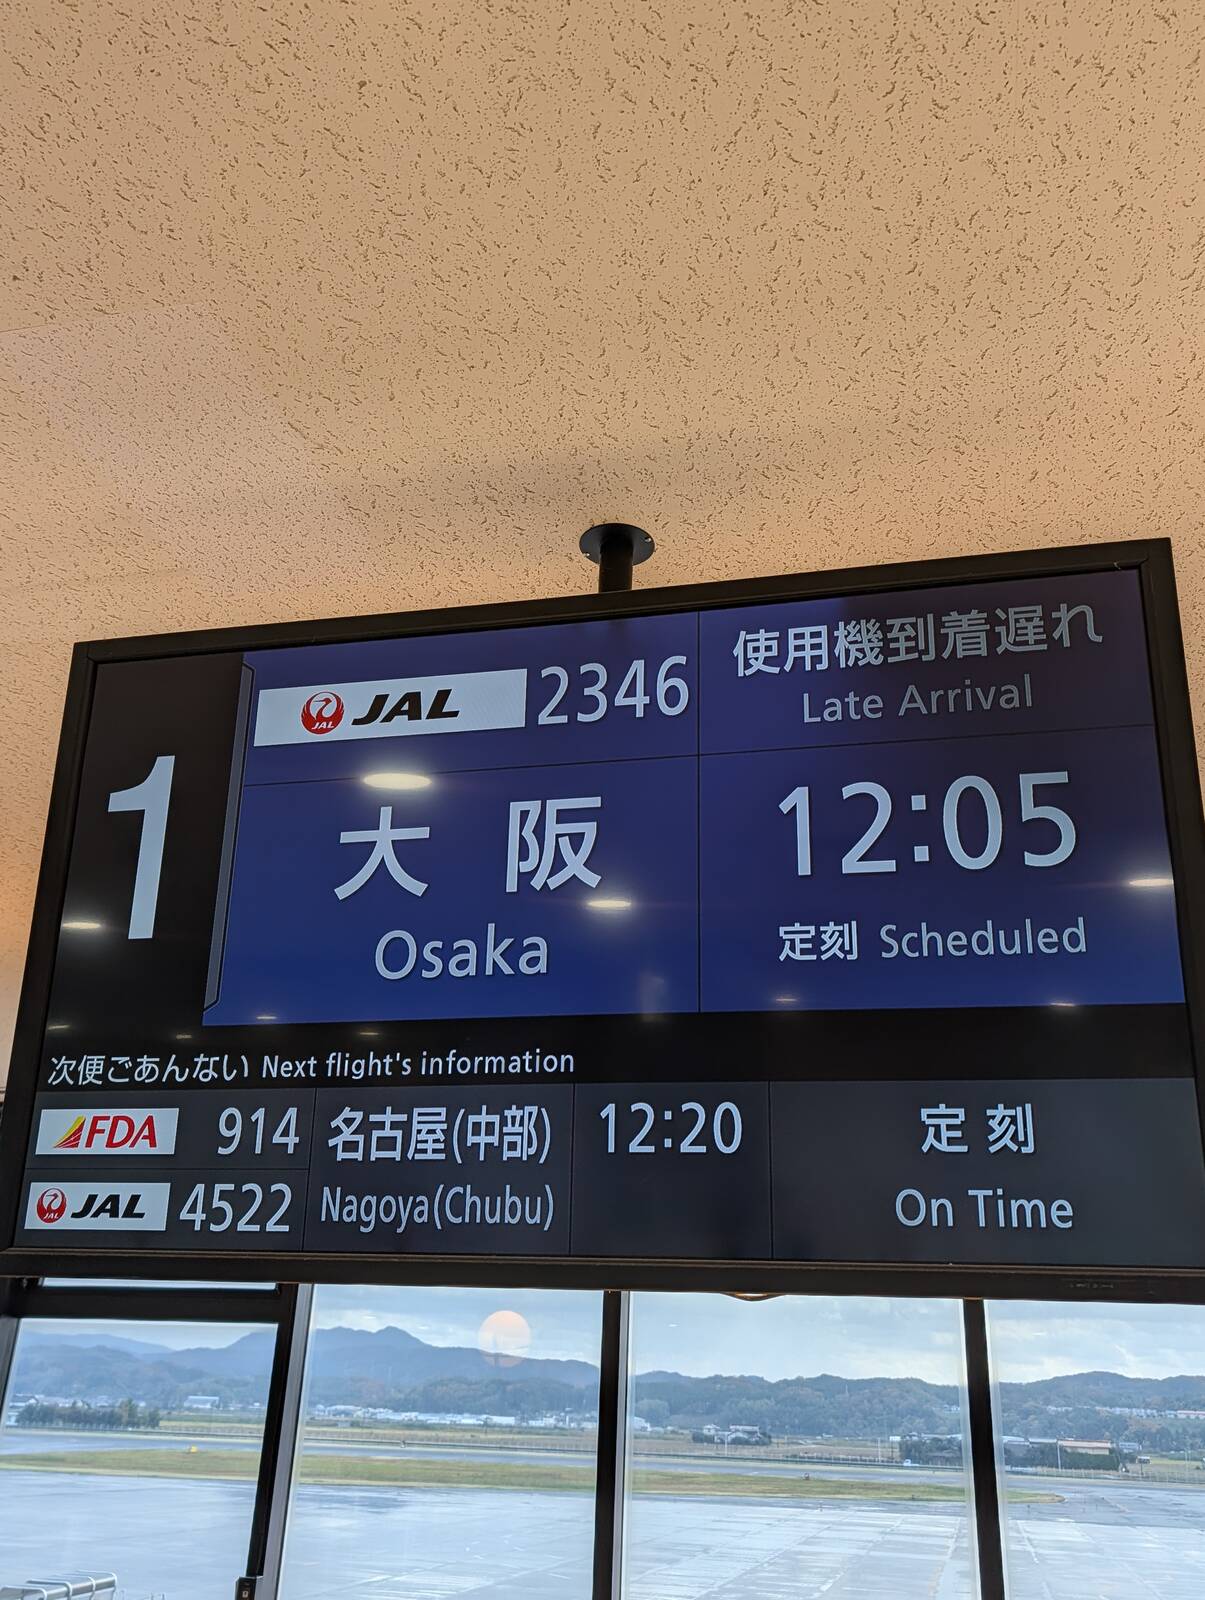 1
JAL 2346
使用機到着遅れ
Late Arrival
大阪
Osaka
12:05
定刻 Scheduled
次便ごあんない Next flight's information
FDA 914
JAL 4522
名古屋(中部)
Nagoya(Chubu)
12:20
定刻
On Time